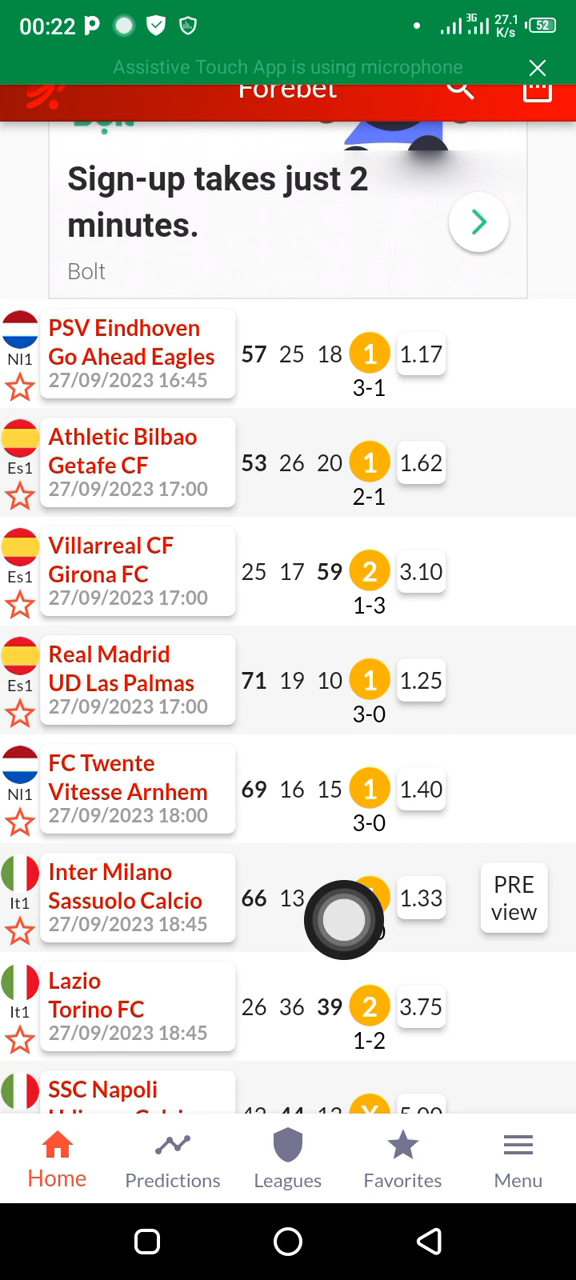 00:22
3G
27.1 K/s
52
Assistive Touch App is using microphone
Forebet
Sign-up takes just 2
minutes.
Bolt
PSV Eindhoven
Go Ahead Eagles
27/09/2023 16:45
Nl1
57 25 18 1 1.17
3-1
Athletic Bilbao
Getafe CF
27/09/2023 17:00
Es1
53 26 20 1 1.62
2-1
Villarreal CF
Girona FC
27/09/2023 17:00
Es1
25 17 59 2 3.10
1-3
Real Madrid
UD Las Palmas
27/09/2023 17:00
Es1
71 19 10 1 1.25
3-0
FC Twente
Vitesse Arnhem
27/09/2023 18:00
Nl1
69 16 15 1 1.40
3-0
Inter Milano
Sassuolo Calcio
27/09/2023 18:45
It1
66 13 1.33
PRE
view
Lazio
Torino FC
27/09/2023 18:45
It1
26 36 39 2 3.75
1-2
SSC Napoli
Home
Predictions
Leagues
Favorites
Menu